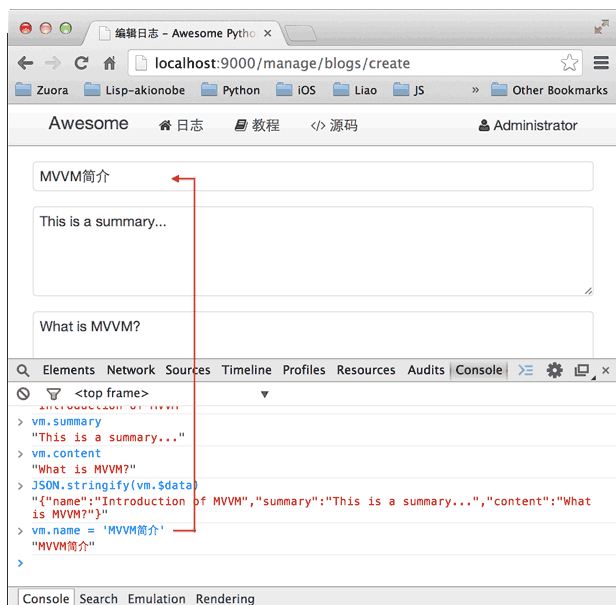 编辑日志 - Awesome Pytho
localhost:9000/manage/blogs/create
Zuora Lisp-akionobe Python iOS Liao JS » Other Bookmarks
Awesome 日志 教程 </> 源码 Administrator
MVVM简介
This is a summary...
What is MVVM?
Elements Network Sources Timeline Profiles Resources Audits Console
<top frame>
"Introduction of MVVM"
> vm.summary
"This is a summary..."
> vm.content
"What is MVVM?"
> JSON.stringify(vm.$data)
"{"name":"Introduction of MVVM","summary":"This is a summary...","content":"What
is MVVM?"}"
> vm.name = 'MVVM简介'
"MVVM简介"
>
Console Search Emulation Rendering